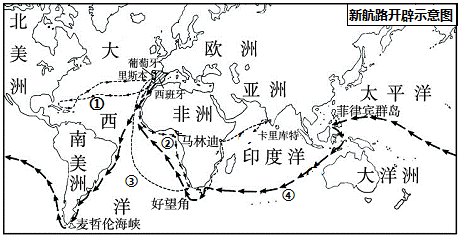 新航路开辟示意图
北美洲
大西洋
欧洲
葡萄牙
里斯本
西班牙
亚洲
太平洋
菲律宾群岛
①
非洲
马林迪
卡里库特
②
印度洋
南美洲
③
④
大洋洲
好望角
麦哲伦海峡